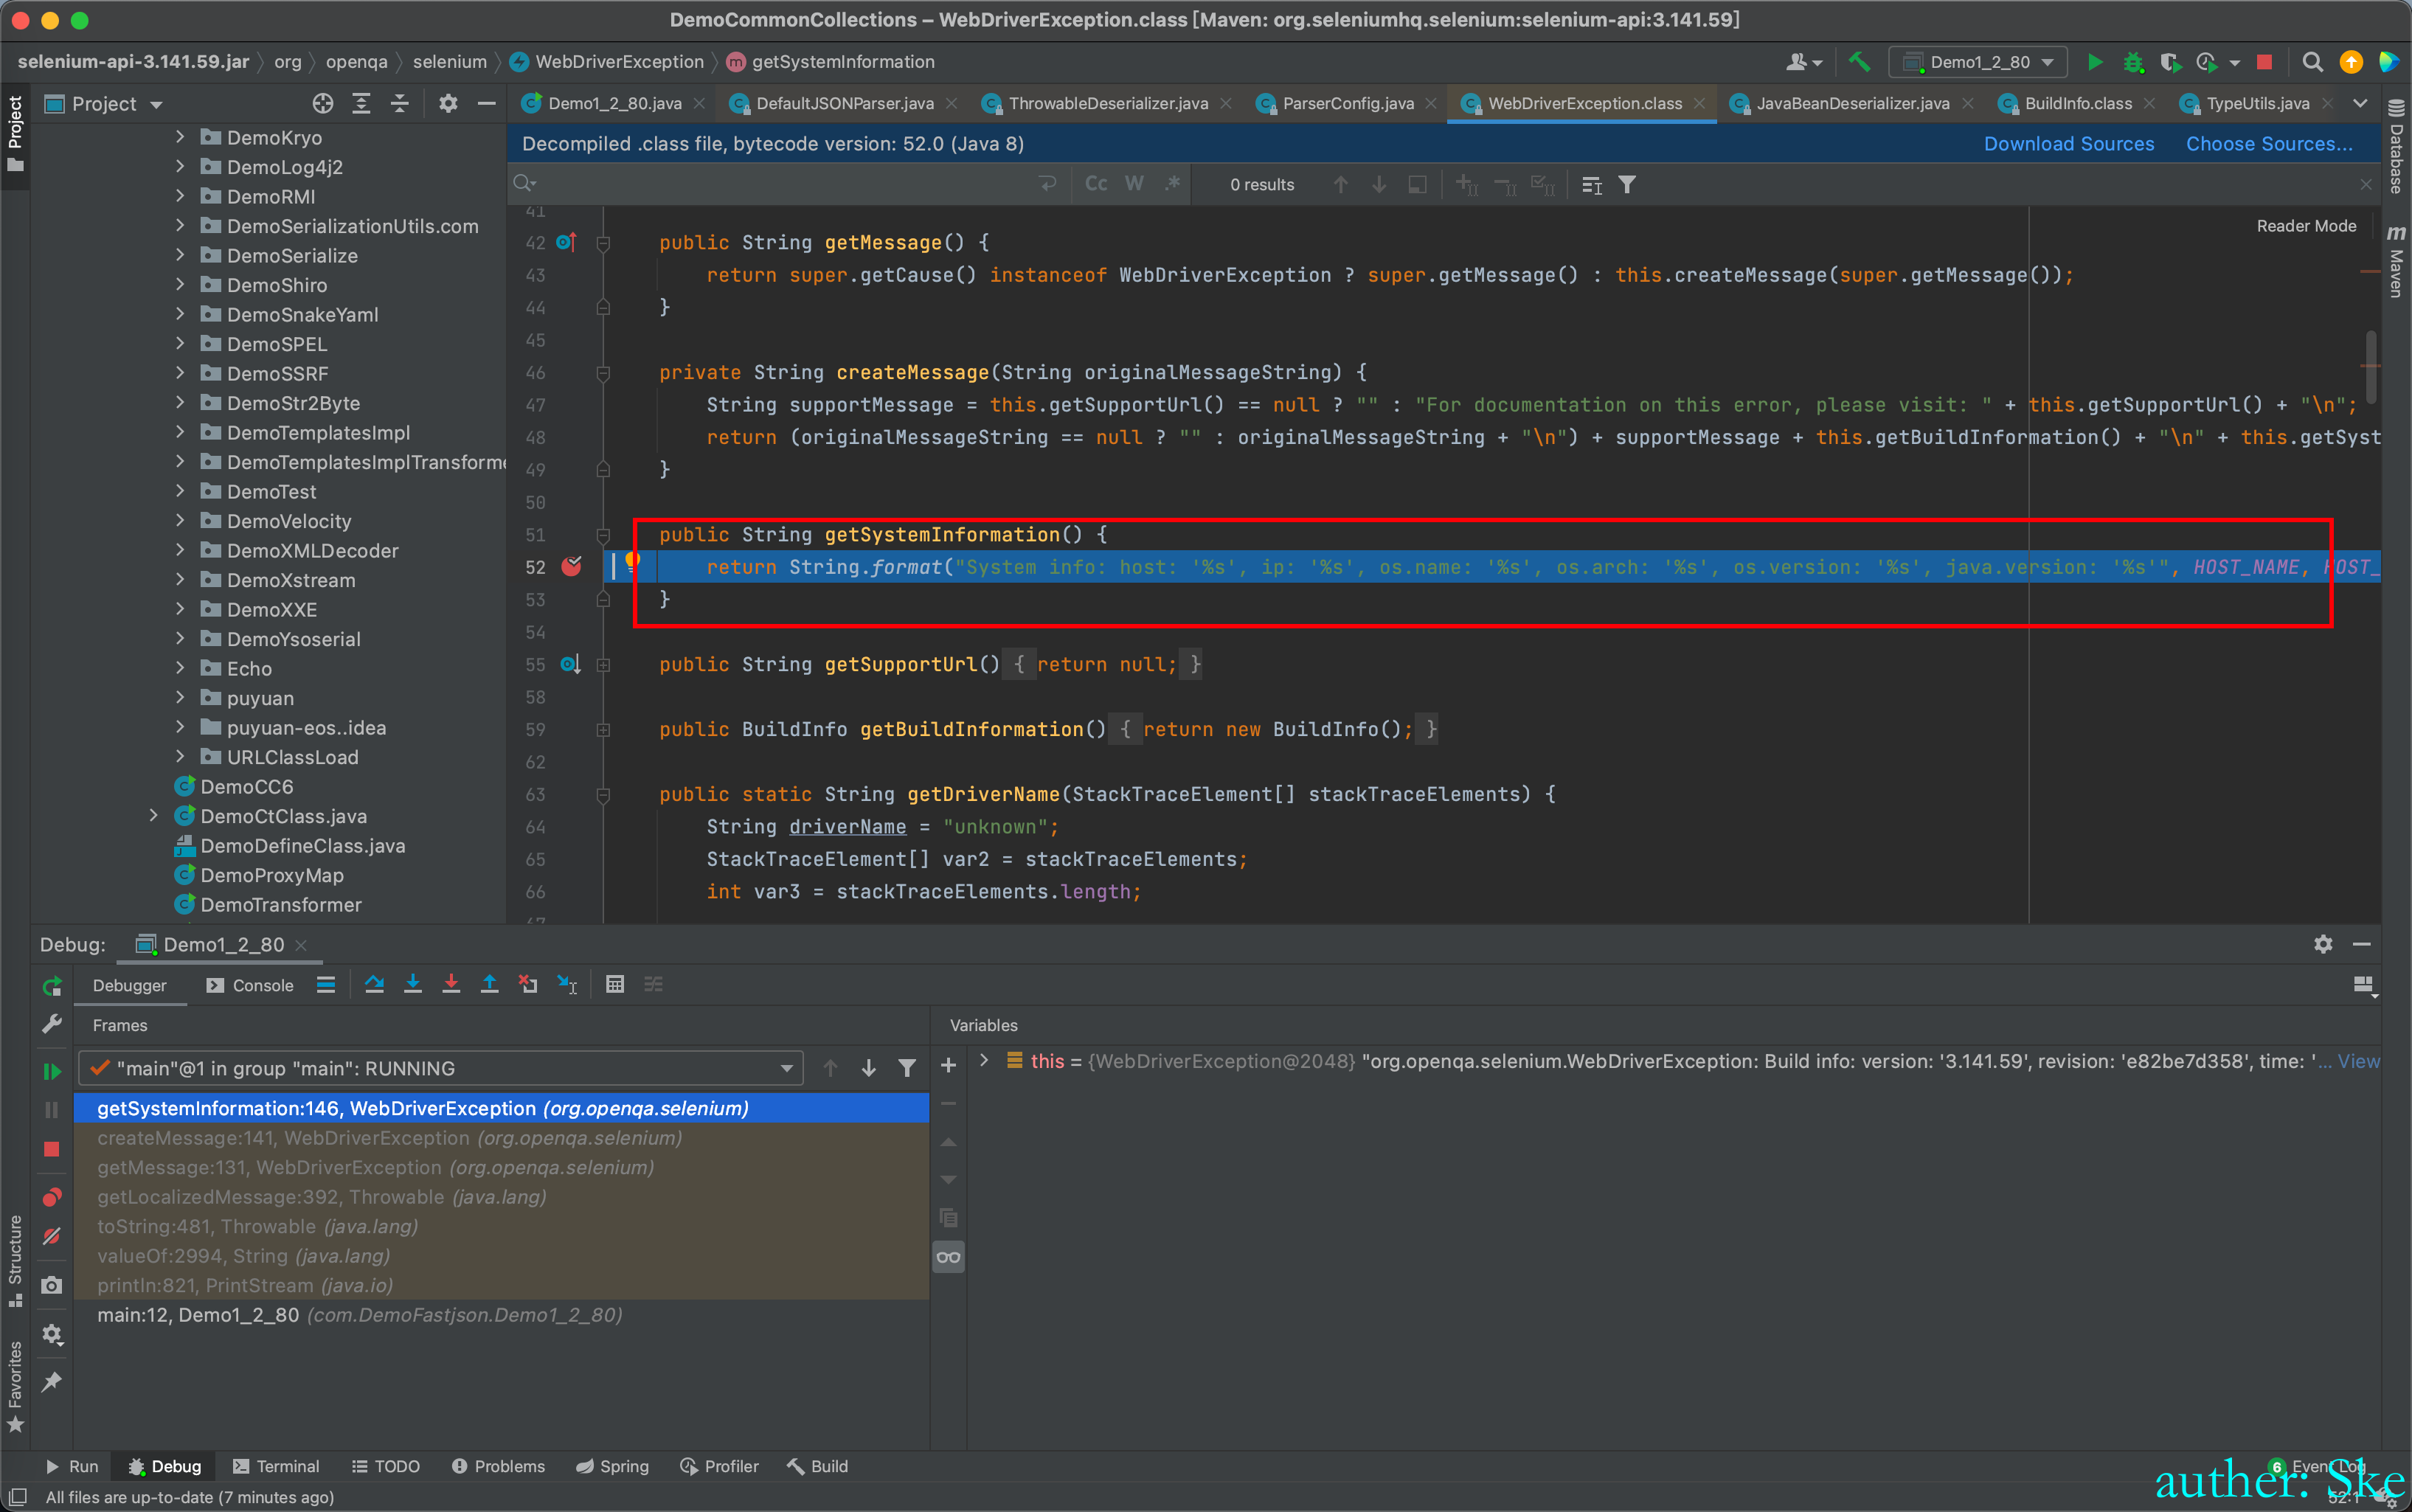 DemoCommonCollections – WebDriverException.class [Maven: org.seleniumhq.selenium:selenium-api:3.141.59]
selenium-api-3.141.59.jar org openqa selenium WebDriverException getSystemInformation Demo1_2_80
Project Demo1_2_80.java DefaultJSONParser.java ThrowableDeserializer.java ParserConfig.java WebDriverException.class JavaBeanDeserializer.java BuildInfo.class TypeUtils.java
Project
Database
Maven
Structure
Favorites
DemoKryo
DemoLog4j2
DemoRMI
DemoSerializationUtils.com
DemoSerialize
DemoShiro
DemoSnakeYaml
DemoSPEL
DemoSSRF
DemoStr2Byte
DemoTemplatesImpl
DemoTemplatesImplTransforme
DemoTest
DemoVelocity
DemoXMLDecoder
DemoXstream
DemoXXE
DemoYsoserial
Echo
puyuan
puyuan-eos..idea
URLClassLoad
DemoCC6
DemoCtClass.java
DemoDefineClass.java
DemoProxyMap
DemoTransformer
Decompiled .class file, bytecode version: 52.0 (Java 8) Download Sources Choose Sources...
Cc W .* 0 results
Reader Mode
41
42 public String getMessage() {
43 return super.getCause() instanceof WebDriverException ? super.getMessage() : this.createMessage(super.getMessage());
44 }
45
46 private String createMessage(String originalMessageString) {
47 String supportMessage = this.getSupportUrl() == null ? "" : "For documentation on this error, please visit: " + this.getSupportUrl() + "\n";
48 return (originalMessageString == null ? "" : originalMessageString + "\n") + supportMessage + this.getBuildInformation() + "\n" + this.getSyst
49 }
50
51 public String getSystemInformation() {
52 return String.format("System info: host: '%s', ip: '%s', os.name: '%s', os.arch: '%s', os.version: '%s', java.version: '%s'", HOST_NAME, HOST_
53 }
54
55 public String getSupportUrl() { return null; }
58
59 public BuildInfo getBuildInformation() { return new BuildInfo(); }
62
63 public static String getDriverName(StackTraceElement[] stackTraceElements) {
64 String driverName = "unknown";
65 StackTraceElement[] var2 = stackTraceElements;
66 int var3 = stackTraceElements.length;
67
Debug: Demo1_2_80
Debugger Console
Frames Variables
"main"@1 in group "main": RUNNING
this = {WebDriverException@2048} "org.openqa.selenium.WebDriverException: Build info: version: '3.141.59', revision: 'e82be7d358', time: '... View
getSystemInformation:146, WebDriverException (org.openqa.selenium)
createMessage:141, WebDriverException (org.openqa.selenium)
getMessage:131, WebDriverException (org.openqa.selenium)
getLocalizedMessage:392, Throwable (java.lang)
toString:481, Throwable (java.lang)
valueOf:2994, String (java.lang)
println:821, PrintStream (java.io)
main:12, Demo1_2_80 (com.DemoFastjson.Demo1_2_80)
Run Debug Terminal TODO Problems Spring Profiler Build 6 Event Log
All files are up-to-date (7 minutes ago) 52:1
auther: Ske